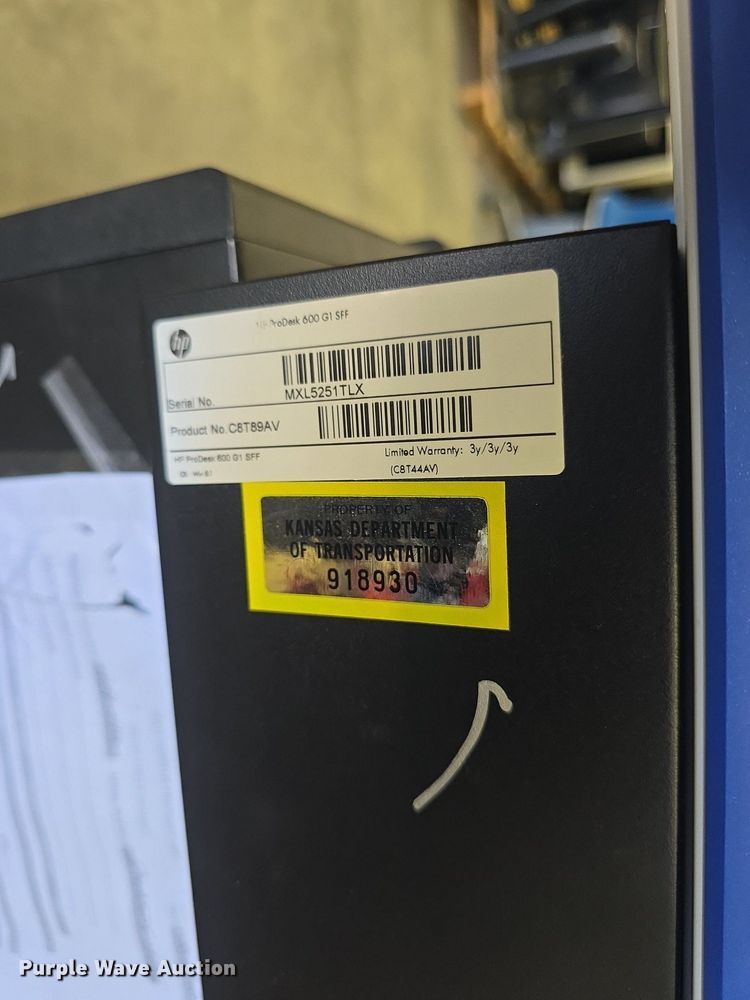 hp
HP ProDesk 600 G1 SFF
Serial No.
MXL5251TLX
Product No. C8T89AV
HP ProDesk 600 G1 SFF
Limited Warranty: 3y/3y/3y
(C8T44AV)
PROPERTY OF
KANSAS DEPARTMENT
OF TRANSPORTATION
918930
Purple Wave Auction